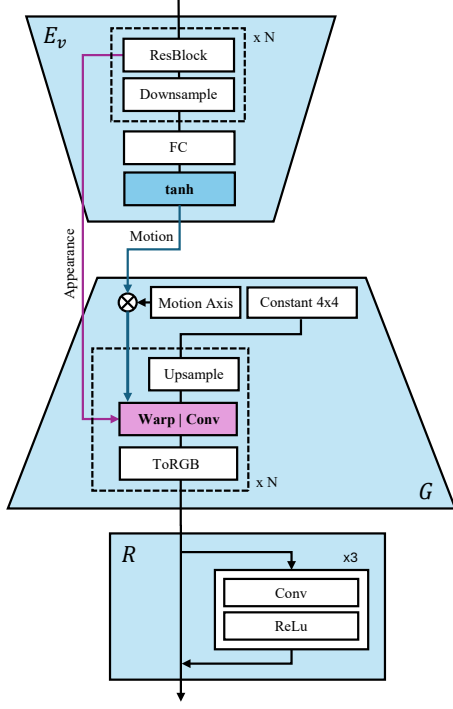 E_v
x N
ResBlock
Downsample
FC
tanh
Motion
Appearance
Motion Axis
Constant 4x4
Upsample
Warp | Conv
ToRGB
x N
G
R
x3
Conv
ReLu